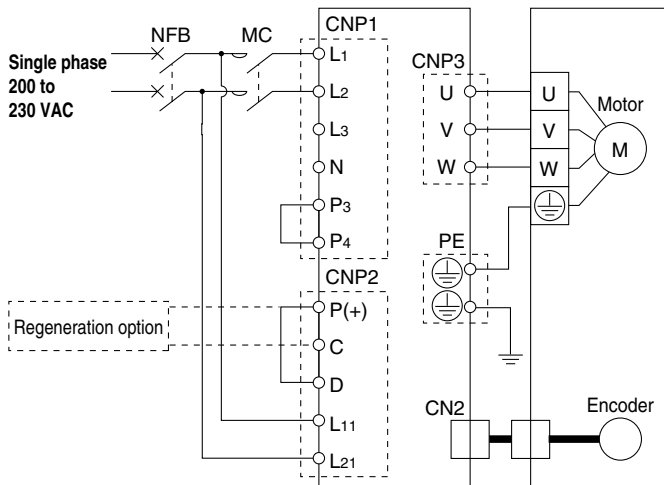 CNP1
NFB
MC
L1
CNP3
Single phase
200 to
230 VAC
L2
U
U
Motor
L3
V
V
M
N
W
W
P3
P4
PE
CNP2
P(+)
Regeneration option
C
D
CN2
Encoder
L11
L21